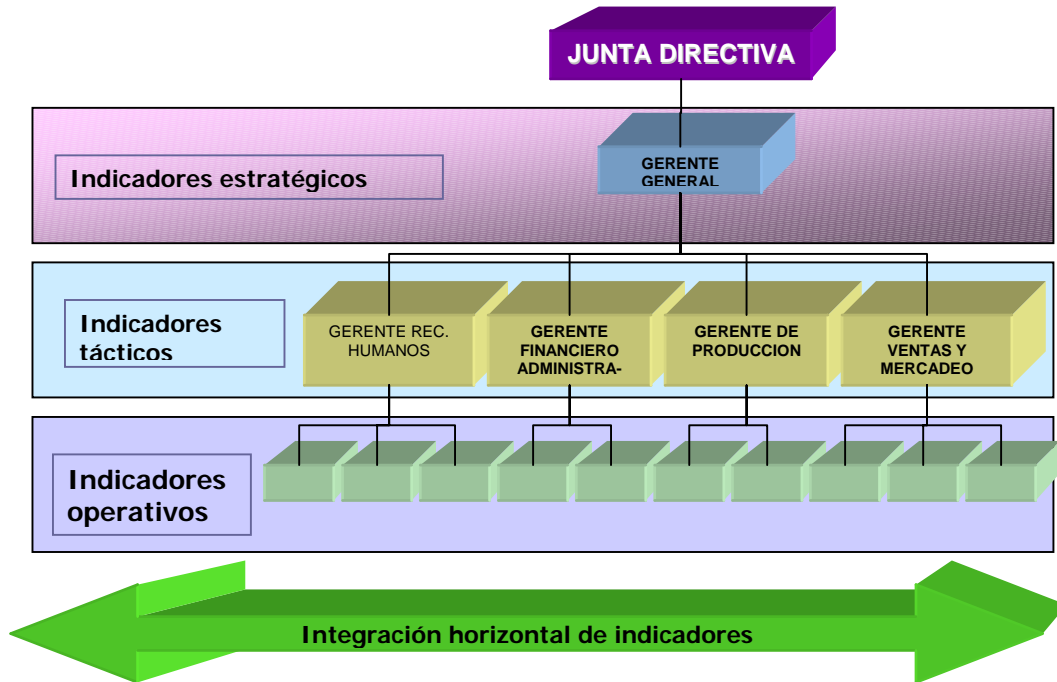 JUNTA DIRECTIVA
Indicadores estratégicos
GERENTE
GENERAL
Indicadores
tácticos
GERENTE REC.
HUMANOS
GERENTE
FINANCIERO
ADMINISTRA-
GERENTE DE
PRODUCCION
GERENTE
VENTAS Y
MERCADEO
Indicadores
operativos
Integración horizontal de indicadores